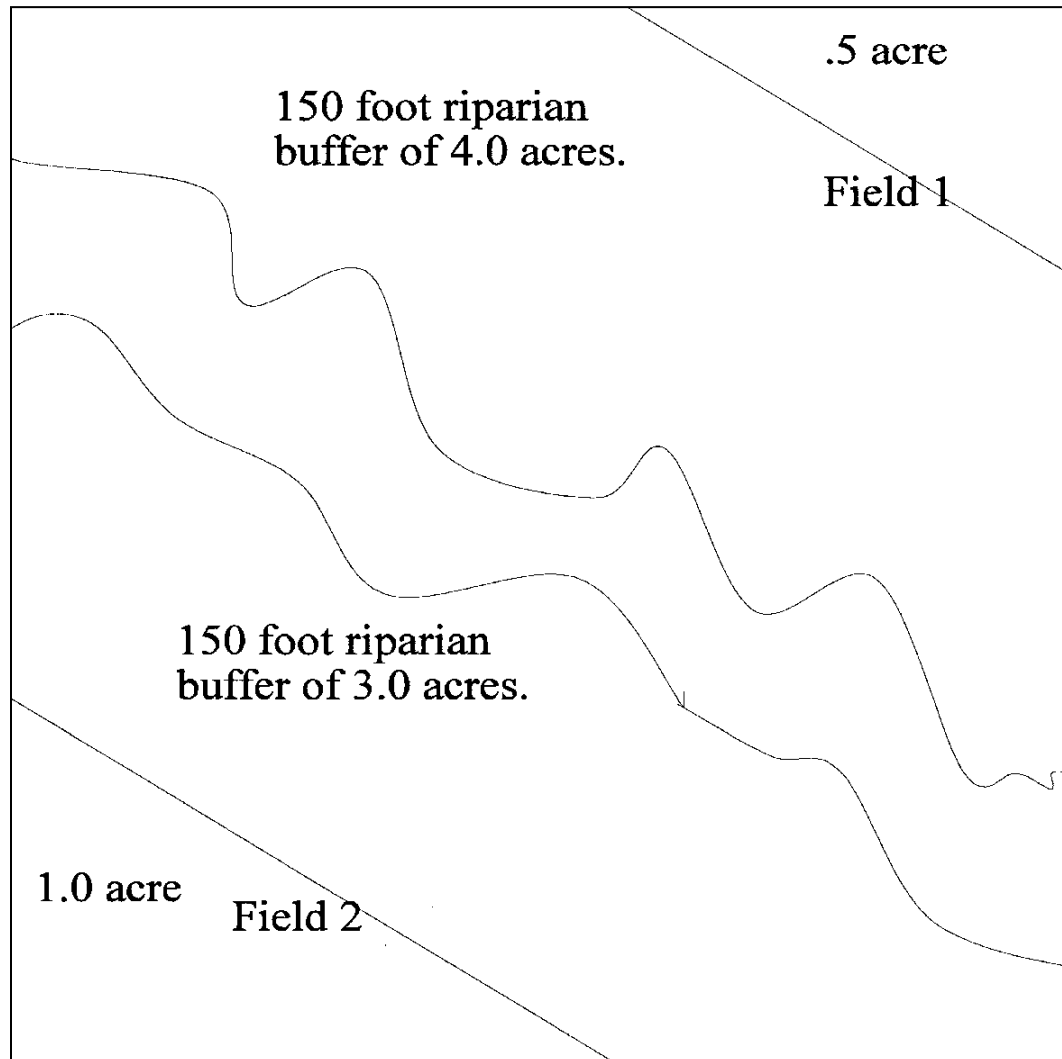 .5 acre
150 foot riparian
buffer of 4.0 acres.
Field 1
150 foot riparian
buffer of 3.0 acres.
1.0 acre
Field 2